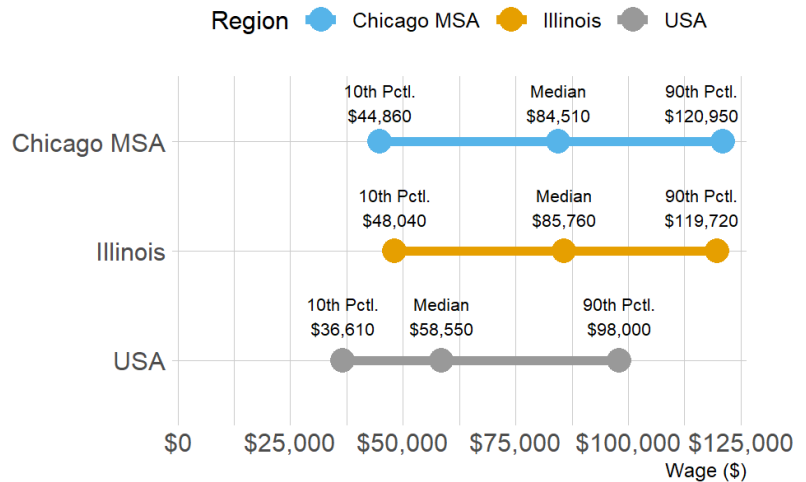 Region Chicago MSA Illinois USA
10th Pctl. Median 90th Pctl.
$44,860 $84,510 $120,950
Chicago MSA
10th Pctl. Median 90th Pctl.
$48,040 $85,760 $119,720
Illinois
10th Pctl. Median 90th Pctl.
$36,610 $58,550 $98,000
USA
$0 $25,000 $50,000 $75,000 $100,000 $125,000
Wage ($)